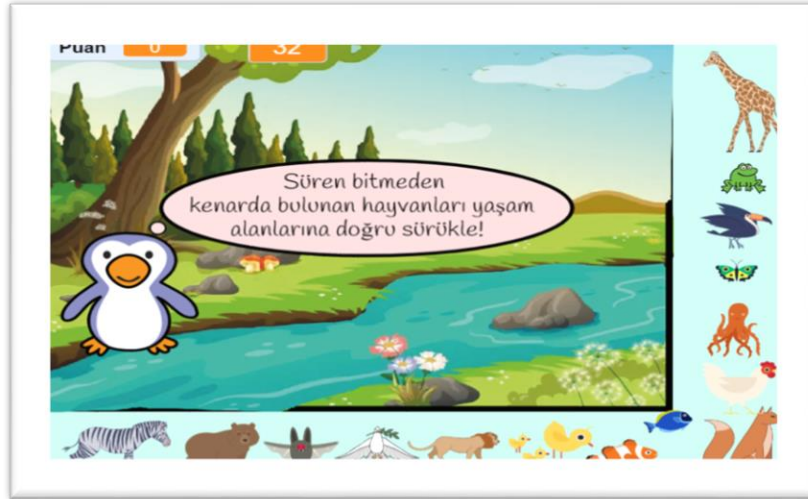 Puan 0 32
Süren bitmeden
kenarda bulunan hayvanları yaşam
alanlarına doğru sürükle!